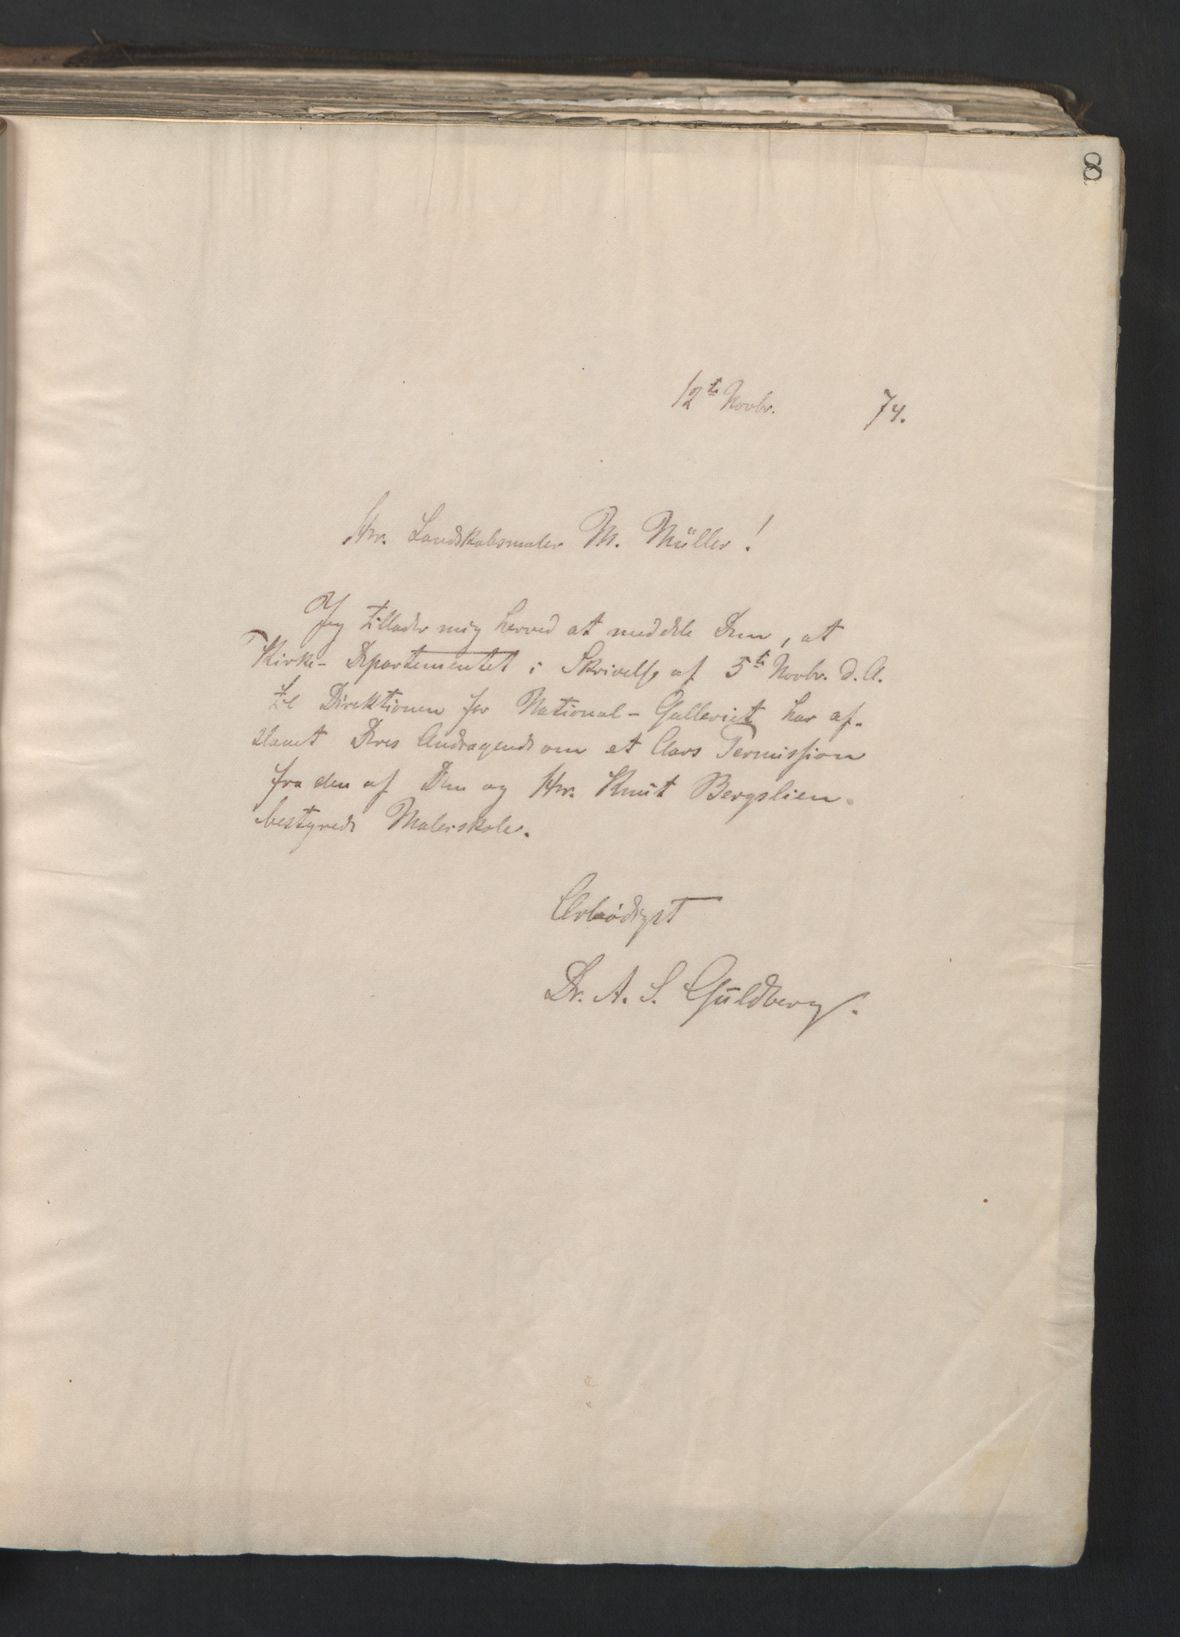 8
12te Novbr. 74.
Hr. Landskabsmaler M. Müller!
Jeg tillader mig herved at meddele Dem, at
Kirke-Departementet i Skrivelse af 5te Novbr. d. A.
til Direktionen for National-Galleriet har af-
slaaet Deres Andragende om et Aars Permission
fra den af Dem og Hr. Knut Bergslien
bestyrede Malerskole.
Ærbødigst
Dr. A. S. Guldberg.